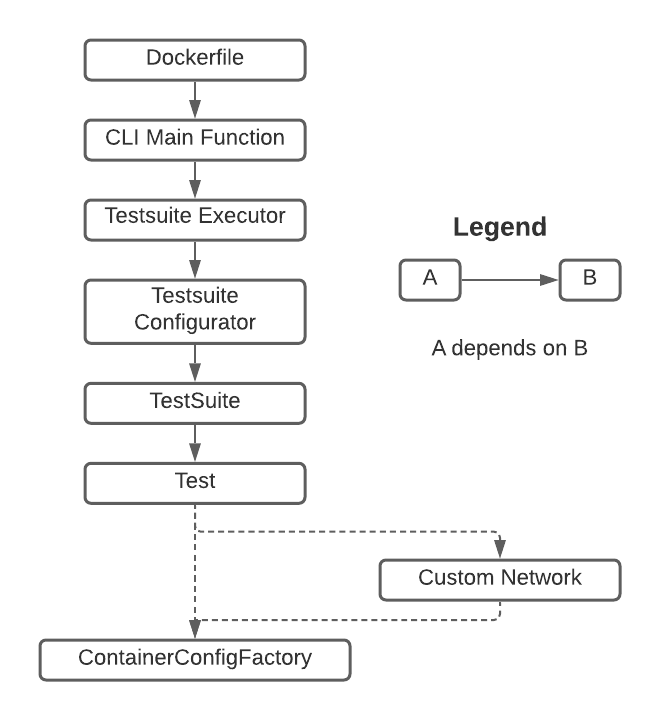 Dockerfile
CLI Main Function
Testsuite Executor
Testsuite
Configurator
TestSuite
Test
Custom Network
ContainerConfigFactory
Legend
A
B
A depends on B